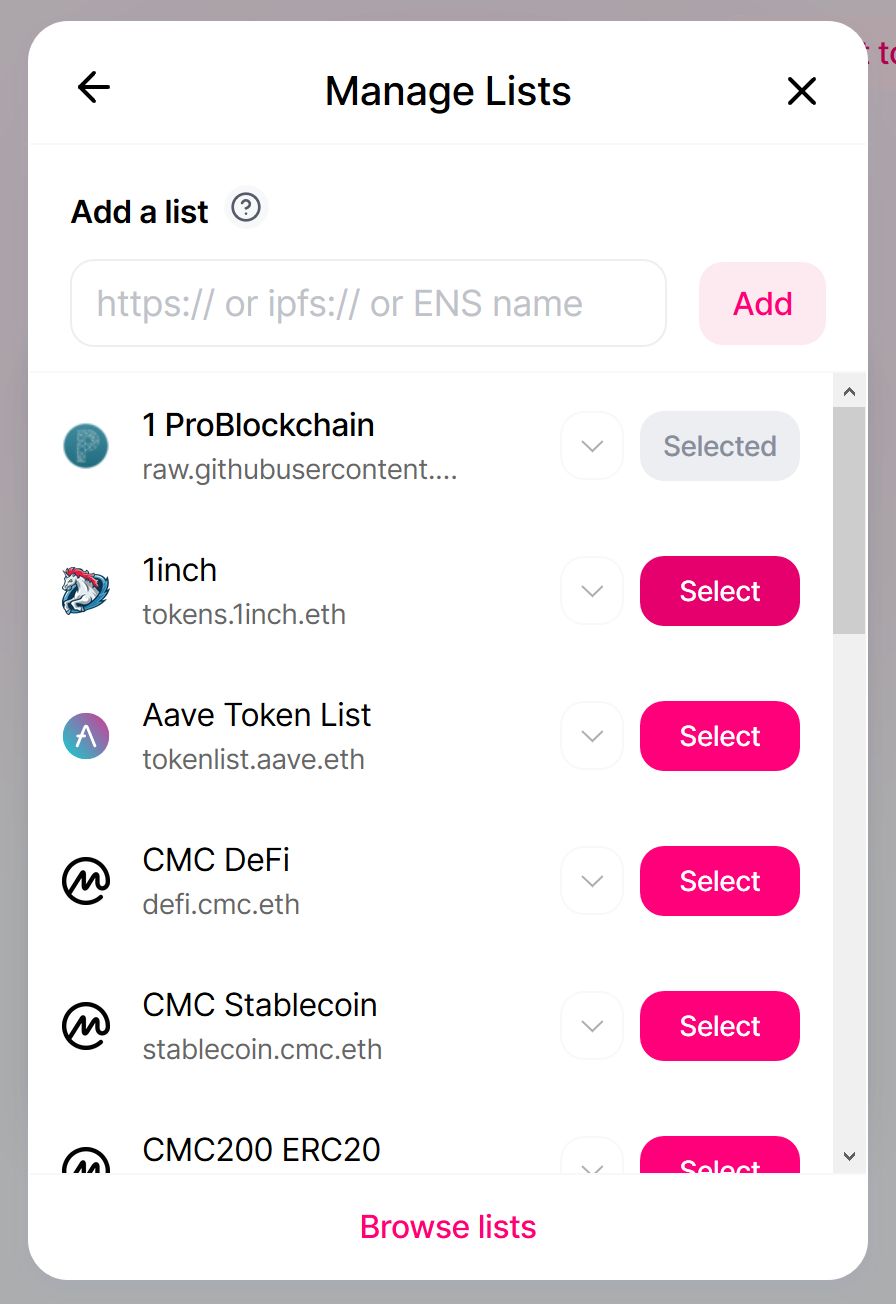 Manage Lists
Add a list
https:// or ipfs:// or ENS name
Add
1 ProBlockchain
raw.githubusercontent....
Selected
1inch
tokens.1inch.eth
Select
Aave Token List
tokenlist.aave.eth
Select
CMC DeFi
defi.cmc.eth
Select
CMC Stablecoin
stablecoin.cmc.eth
Select
CMC200 ERC20
Select
Browse lists